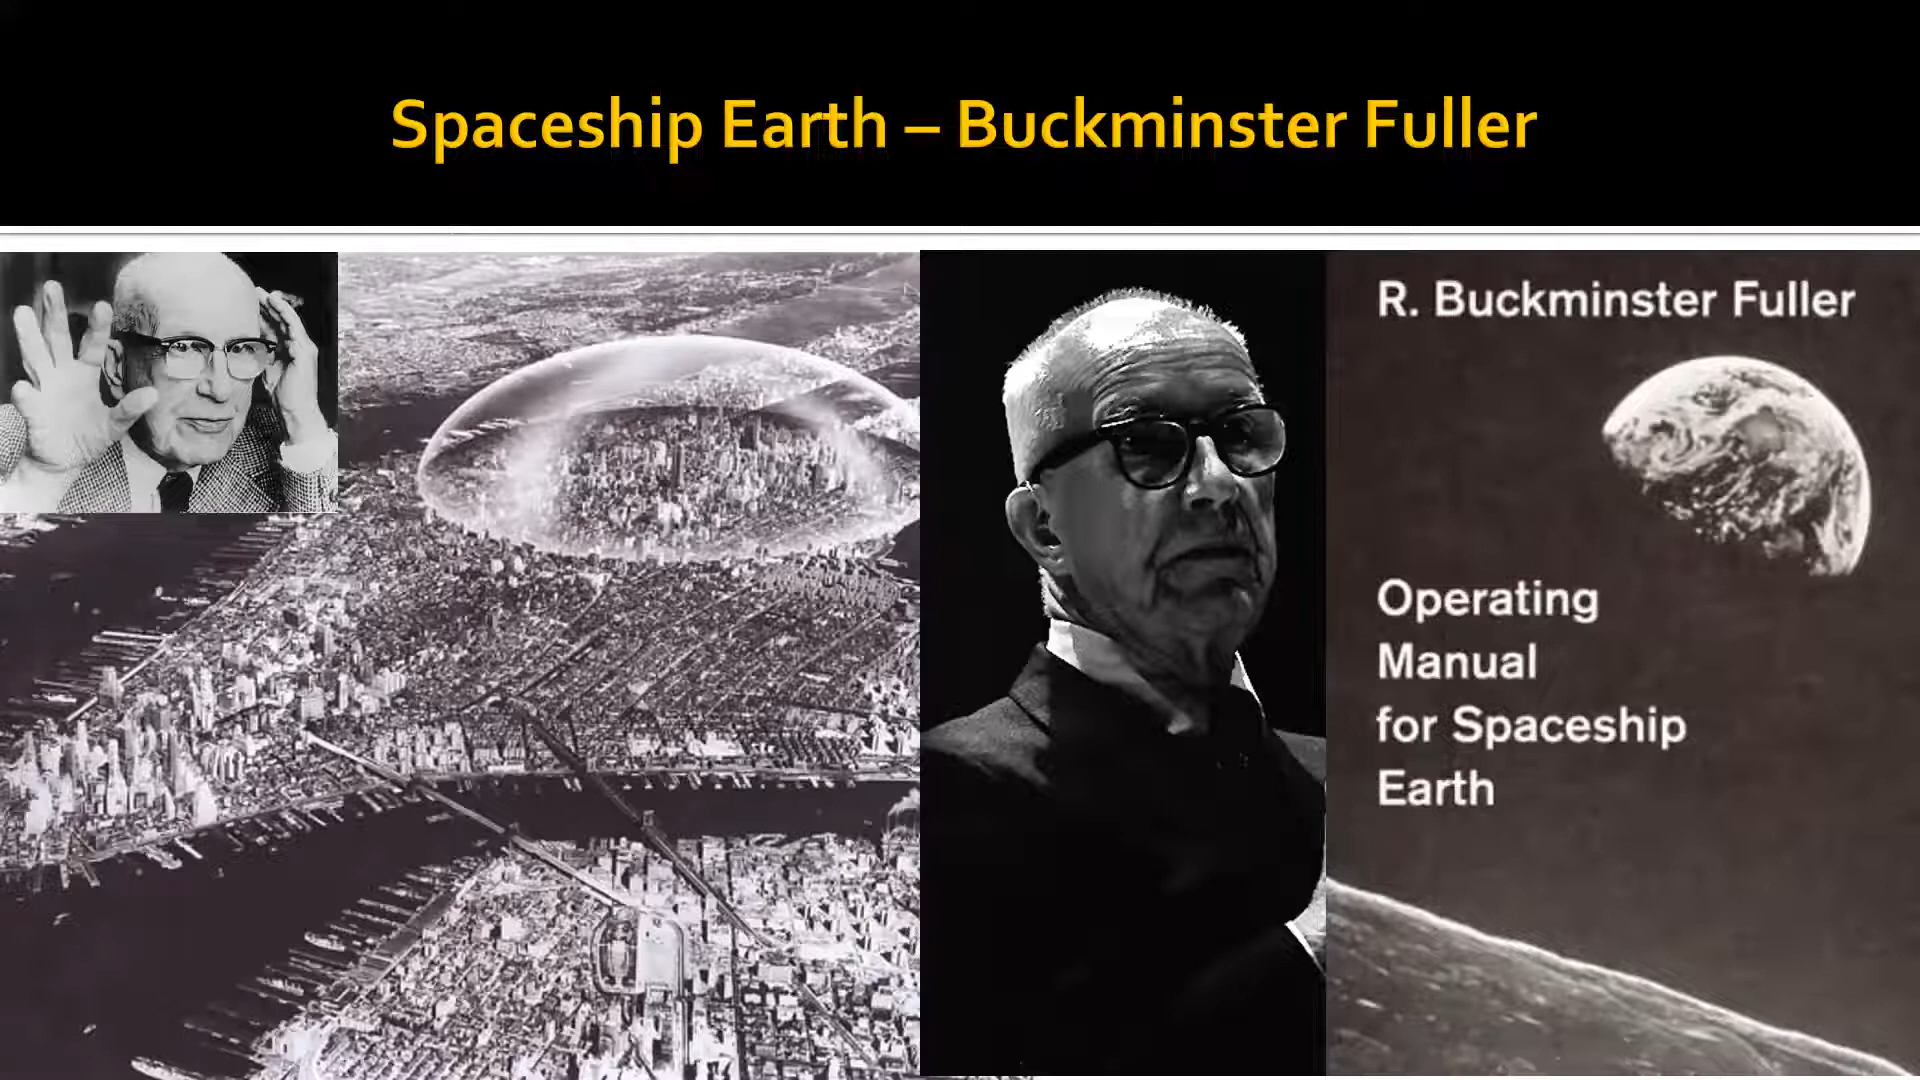 Spaceship Earth – Buckminster Fuller
R. Buckminster Fuller
Operating
Manual
for Spaceship
Earth